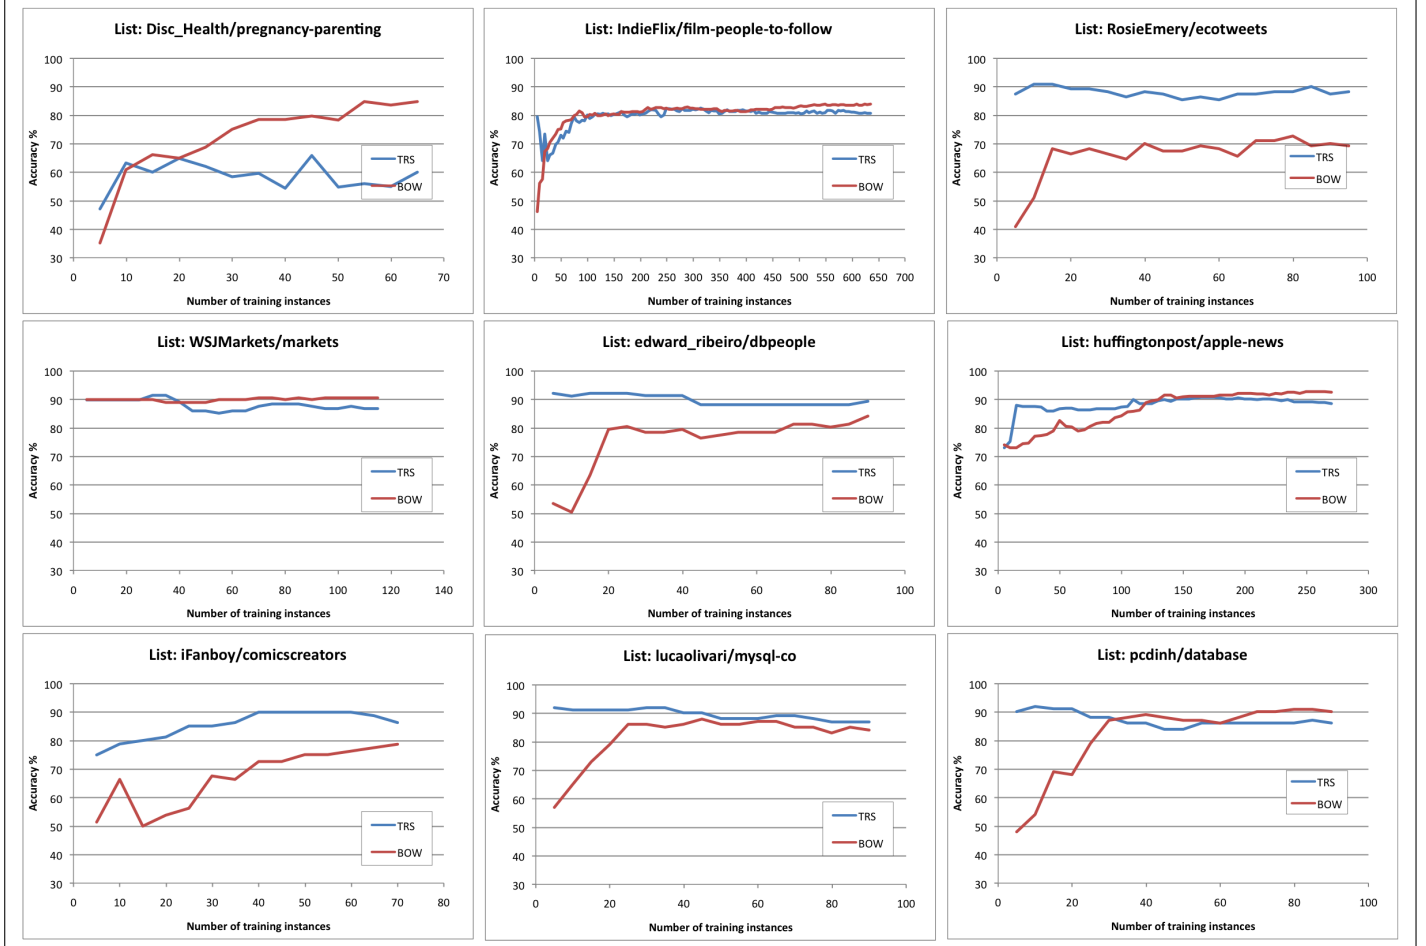 List: Disc_Health/pregnancy-parenting
Accuracy %
100
90
80
70
60
50
40
30
TRS
BOW
0 10 20 30 40 50 60 70
Number of training instances
List: IndieFlix/film-people-to-follow
Accuracy %
100
90
80
70
60
50
40
30
TRS
BOW
0 50 100 150 200 250 300 350 400 450 500 550 600 650 700
Number of training instances
List: RosieEmery/ecotweets
Accuracy %
100
90
80
70
60
50
40
30
TRS
BOW
0 20 40 60 80 100
Number of training instances
List: WSJMarkets/markets
Accuracy %
100
90
80
70
60
50
40
30
TRS
BOW
0 20 40 60 80 100 120 140
Number of training instances
List: edward_ribeiro/dbpeople
Accuracy %
100
90
80
70
60
50
40
30
TRS
BOW
0 20 40 60 80 100
Number of training instances
List: huffingtonpost/apple-news
Accuracy %
100
90
80
70
60
50
40
30
TRS
BOW
0 50 100 150 200 250 300
Number of training instances
List: iFanboy/comicscreators
Accuracy %
100
90
80
70
60
50
40
30
TRS
BOW
0 10 20 30 40 50 60 70 80
Number of training instances
List: lucaolivari/mysql-co
Accuracy %
100
90
80
70
60
50
40
30
TRS
BOW
0 20 40 60 80 100
Number of training instances
List: pcdinh/database
Accuracy %
100
90
80
70
60
50
40
30
TRS
BOW
0 20 40 60 80 100
Number of training instances